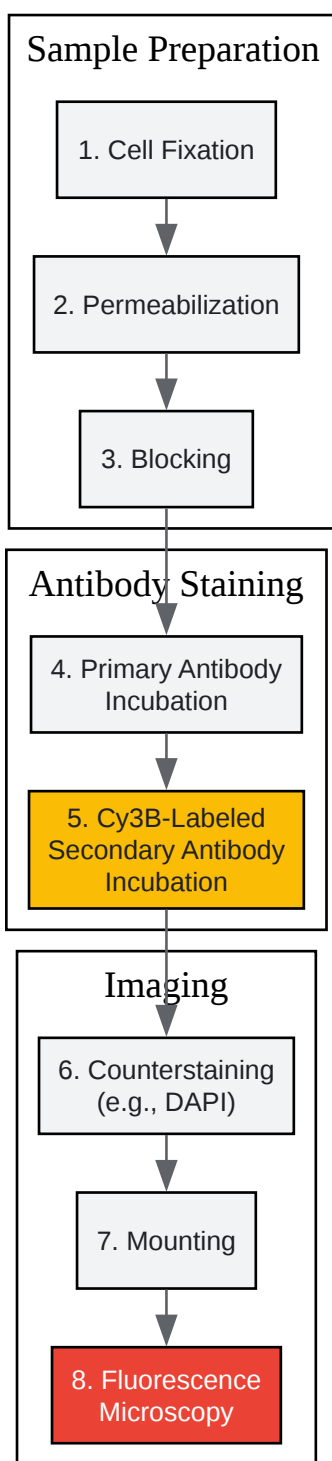 Sample Preparation
1. Cell Fixation
2. Permeabilization
3. Blocking
Antibody Staining
4. Primary Antibody
Incubation
5. Cy3B-Labeled
Secondary Antibody
Incubation
Imaging
6. Counterstaining
(e.g., DAPI)
7. Mounting
8. Fluorescence
Microscopy